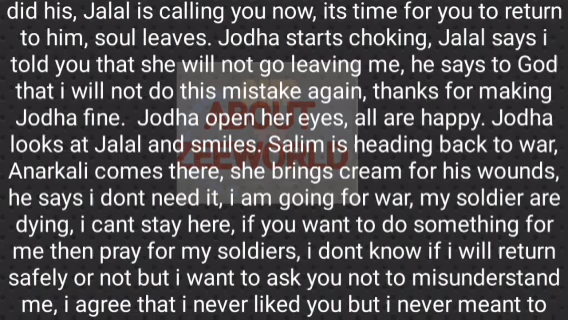 did his, Jalal is calling you now, its time for you to return
to him, soul leaves. Jodha starts choking, Jalal says i
told you that she will not go leaving me, he says to God
that i will not do this mistake again, thanks for making
Jodha fine.  Jodha open her eyes, all are happy. Jodha
looks at Jalal and smiles. Salim is heading back to war,
Anarkali comes there, she brings cream for his wounds,
he says i dont need it, i am going for war, my soldier are
dying, i cant stay here, if you want to do something for
me then pray for my soldiers, i dont know if i will return
safely or not but i want to ask you not to misunderstand
me, i agree that i never liked you but i never meant to
ABOUT
ZEEWORLD